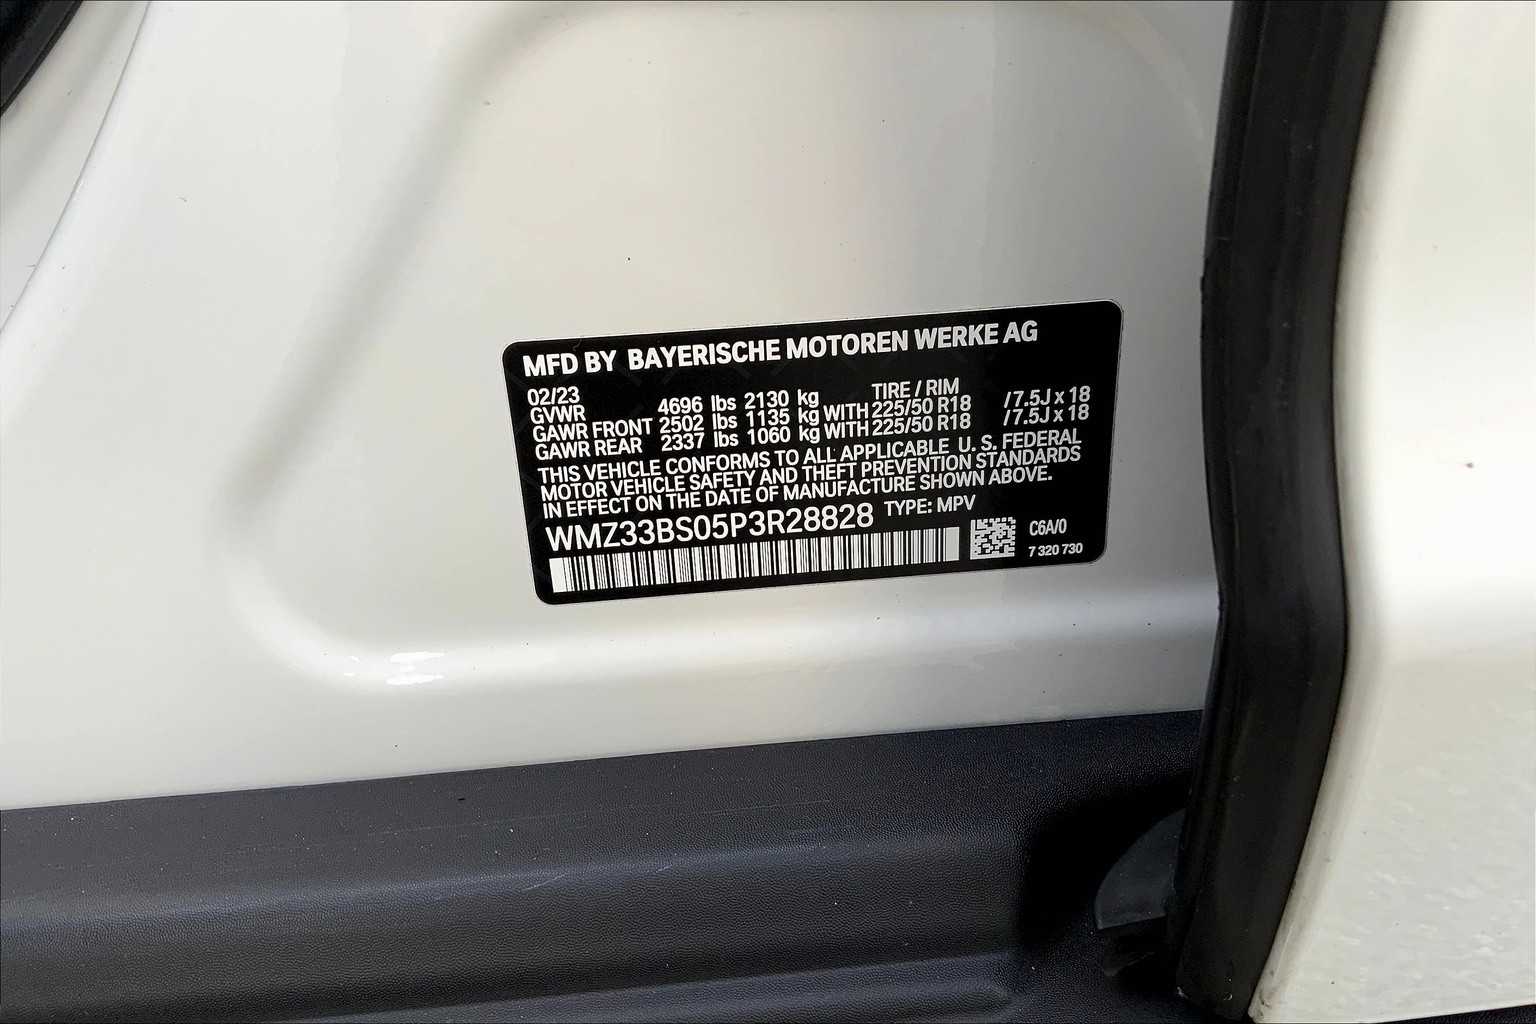 MFD BY BAYERISCHE MOTOREN WERKE AG
02/23 TIRE / RIM
GVWR 4696 lbs 2130 kg
GAWR FRONT 2502 lbs 1135 kg WITH 225/50 R18 /7.5J x 18
GAWR REAR 2337 lbs 1060 kg WITH 225/50 R18 /7.5J x 18
THIS VEHICLE CONFORMS TO ALL APPLICABLE U. S. FEDERAL
MOTOR VEHICLE SAFETY AND THEFT PREVENTION STANDARDS
IN EFFECT ON THE DATE OF MANUFACTURE SHOWN ABOVE.
WMZ33BS05P3R28828 TYPE: MPV
C6A/0
7 320 730